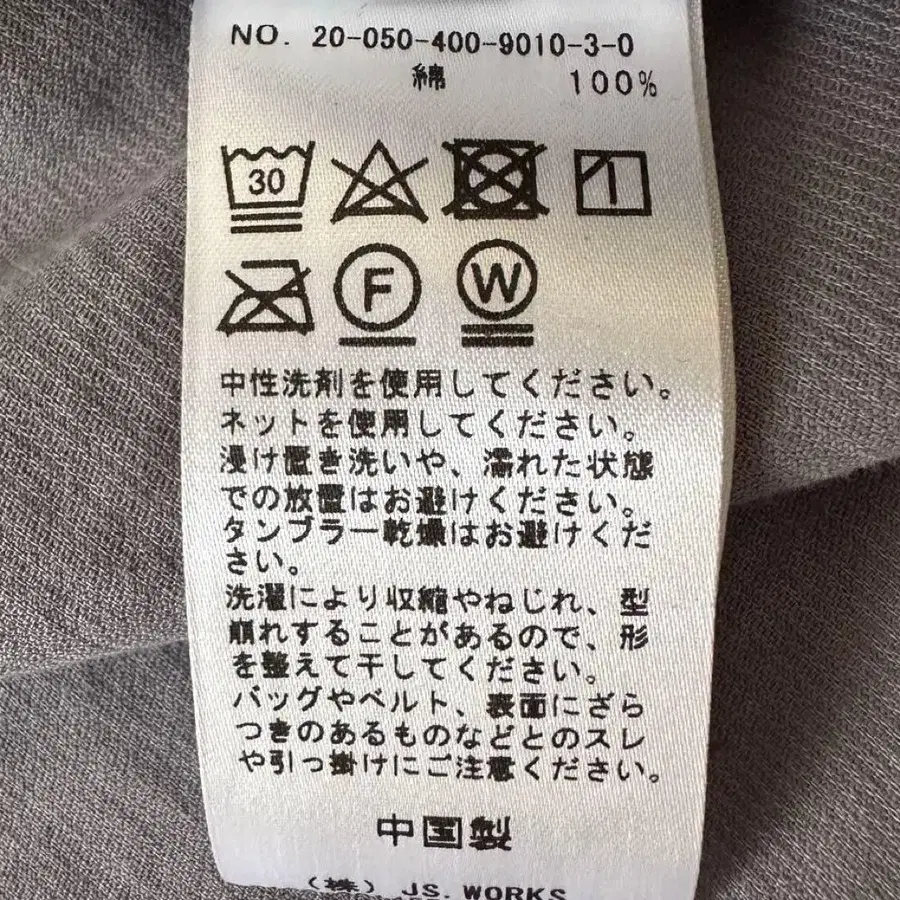 NO. 20-050-400-9010-3-0
綿 100%
30
F
W
中性洗剤を使用してください。
ネットを使用してください。
浸け置き洗いや、濡れた状態
での放置はお避けください。
タンブラー乾燥はお避けくだ
さい。
洗濯により収縮やねじれ、型
崩れすることがあるので、形
を整えて干してください。
バッグやベルト、表面にざら
つきのあるものなどとのスレ
や引っ掛けにご注意ください。
中国製
(株) JS.WORKS